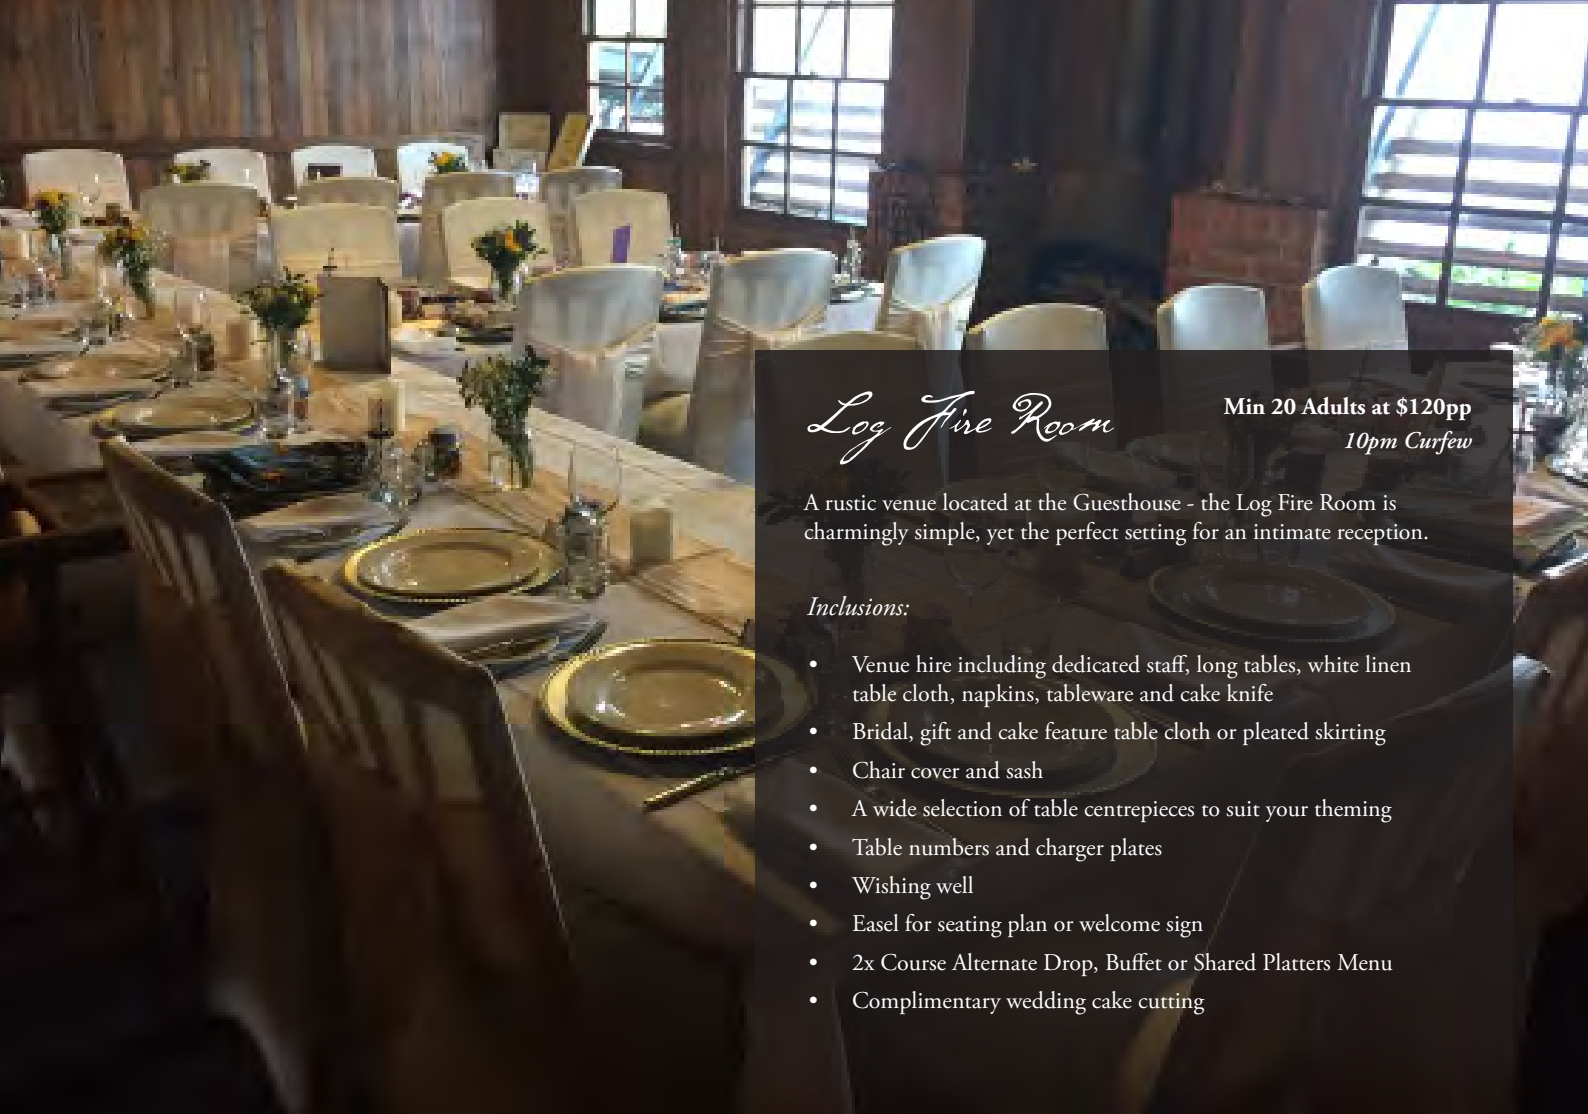 Log Fire Room
Min 20 Adults at $120pp
10pm Curfew
A rustic venue located at the Guesthouse - the Log Fire Room is
charmingly simple, yet the perfect setting for an intimate reception.
Inclusions:
• Venue hire including dedicated staff, long tables, white linen
table cloth, napkins, tableware and cake knife
• Bridal, gift and cake feature table cloth or pleated skirting
• Chair cover and sash
• A wide selection of table centrepieces to suit your theming
• Table numbers and charger plates
• Wishing well
• Easel for seating plan or welcome sign
• 2x Course Alternate Drop, Buffet or Shared Platters Menu
• Complimentary wedding cake cutting